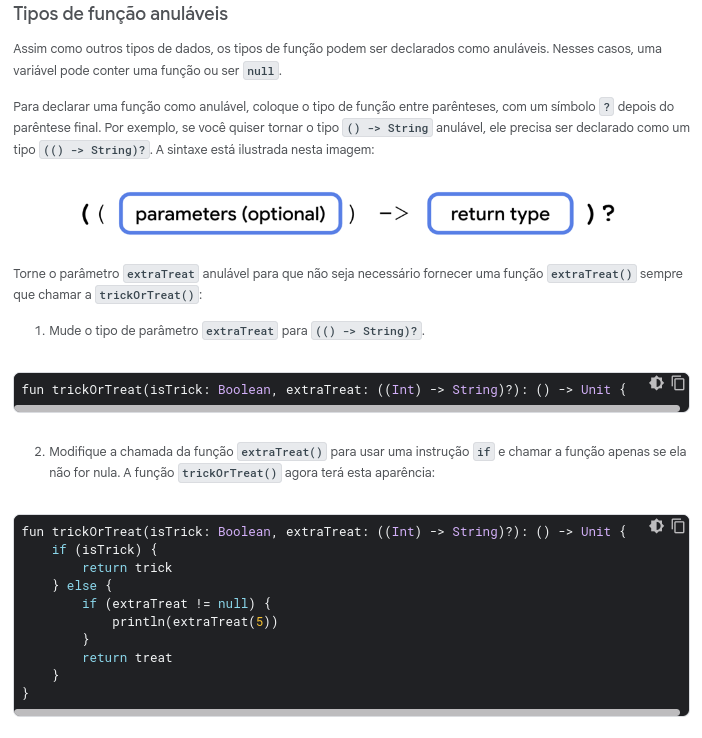 Tipos de função anuláveis
Assim como outros tipos de dados, os tipos de função podem ser declarados como anuláveis. Nesses casos, uma
variável pode conter uma função ou ser null.
Para declarar uma função como anulável, coloque o tipo de função entre parênteses, com um símbolo ? depois do
parêntese final. Por exemplo, se você quiser tornar o tipo () -> String anulável, ele precisa ser declarado como um
tipo (() -> String)?. A sintaxe está ilustrada nesta imagem:
( ( parameters (optional) ) -> return type ) ?
Torne o parâmetro extraTreat anulável para que não seja necessário fornecer uma função extraTreat() sempre
que chamar a trickOrTreat():
1. Mude o tipo de parâmetro extraTreat para (() -> String)?.
fun trickOrTreat(isTrick: Boolean, extraTreat: ((Int) -> String)?): () -> Unit {
2. Modifique a chamada da função extraTreat() para usar uma instrução if e chamar a função apenas se ela
não for nula. A função trickOrTreat() agora terá esta aparência:
fun trickOrTreat(isTrick: Boolean, extraTreat: ((Int) -> String)?): () -> Unit {
    if (isTrick) {
        return trick
    } else {
        if (extraTreat != null) {
            println(extraTreat(5))
        }
        return treat
    }
}